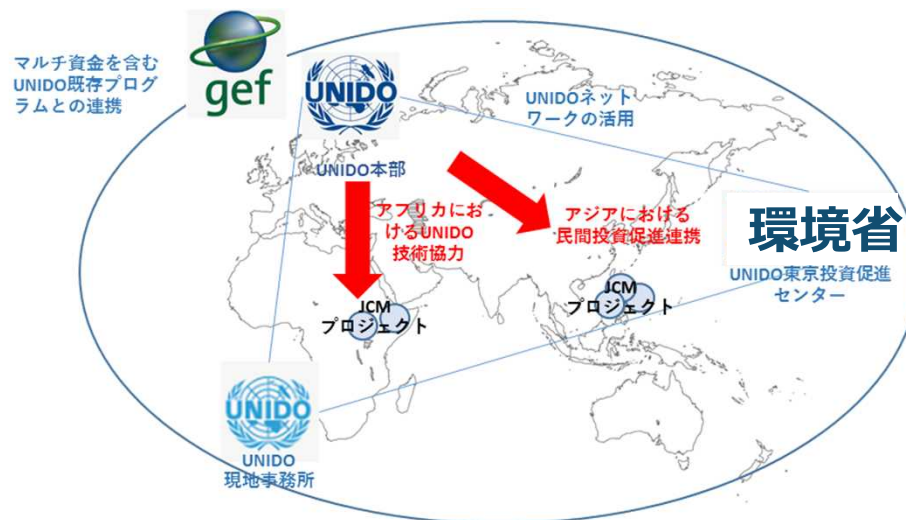 マルチ資金を含む
UNIDO既存プログ
ラムとの連携
gef
UNIDO
UNIDO本部
UNIDOネット
ワークの活用
アフリカにお
けるUNIDO
技術協力
アジアにおける
民間投資促進連携
環境省
UNIDO東京投資促進
センター
JCM
プロジェクト
JCM
プロジェクト
UNIDO
UNIDO
現地事務所